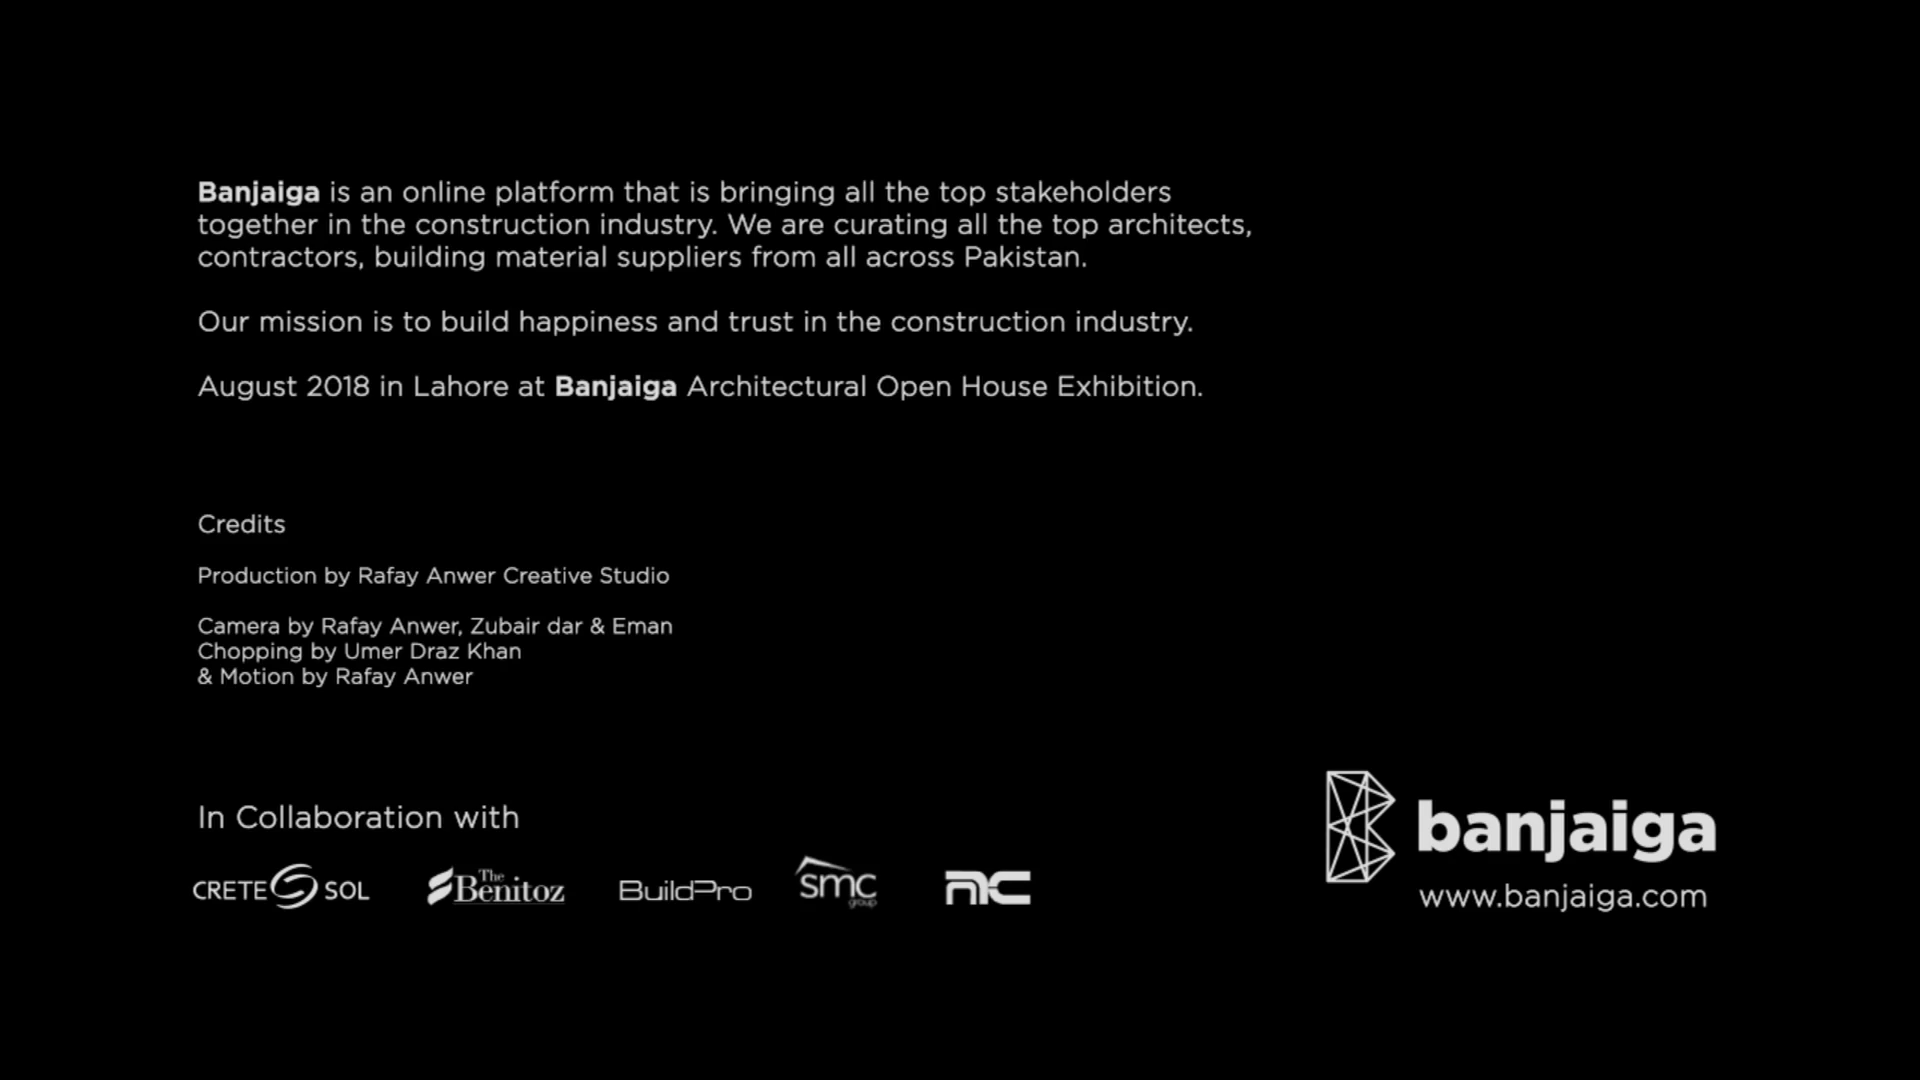 Banjaiga is an online platform that is bringing all the top stakeholders
together in the construction industry. We are curating all the top architects,
contractors, building material suppliers from all across Pakistan.
Our mission is to build happiness and trust in the construction industry.
August 2018 in Lahore at Banjaiga Architectural Open House Exhibition.
Credits
Production by Rafay Anwer Creative Studio
Camera by Rafay Anwer, Zubair dar & Eman
Chopping by Umer Draz Khan
& Motion by Rafay Anwer
In Collaboration with
CRETE SOL
The Benitoz
BuildPro
smc group
banjaiga
www.banjaiga.com